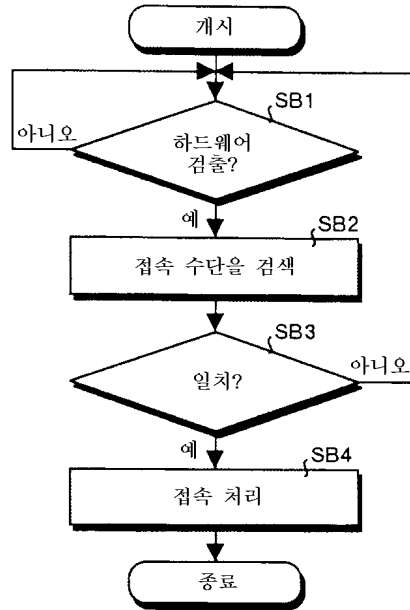 개시
SB1
아니오
하드웨어
검출?
예
SB2
접속 수단을 검색
SB3
일치?
아니오
예
SB4
접속 처리
종료